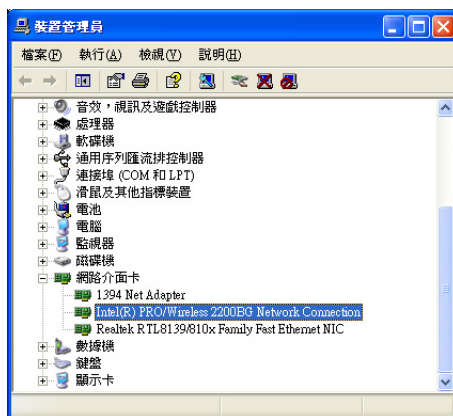 裝置管理員
檔案(F) 執行(A) 檢視(V) 說明(H)
音效，視訊及遊戲控制器
處理器
軟碟機
通用序列匯流排控制器
連接埠 (COM 和 LPT)
滑鼠及其他指標裝置
電池
電腦
監視器
磁碟機
網路介面卡
1394 Net Adapter
Intel(R) PRO/Wireless 2200BG Network Connection
Realtek RTL8139/810x Family Fast Ethernet NIC
數據機
鍵盤
顯示卡